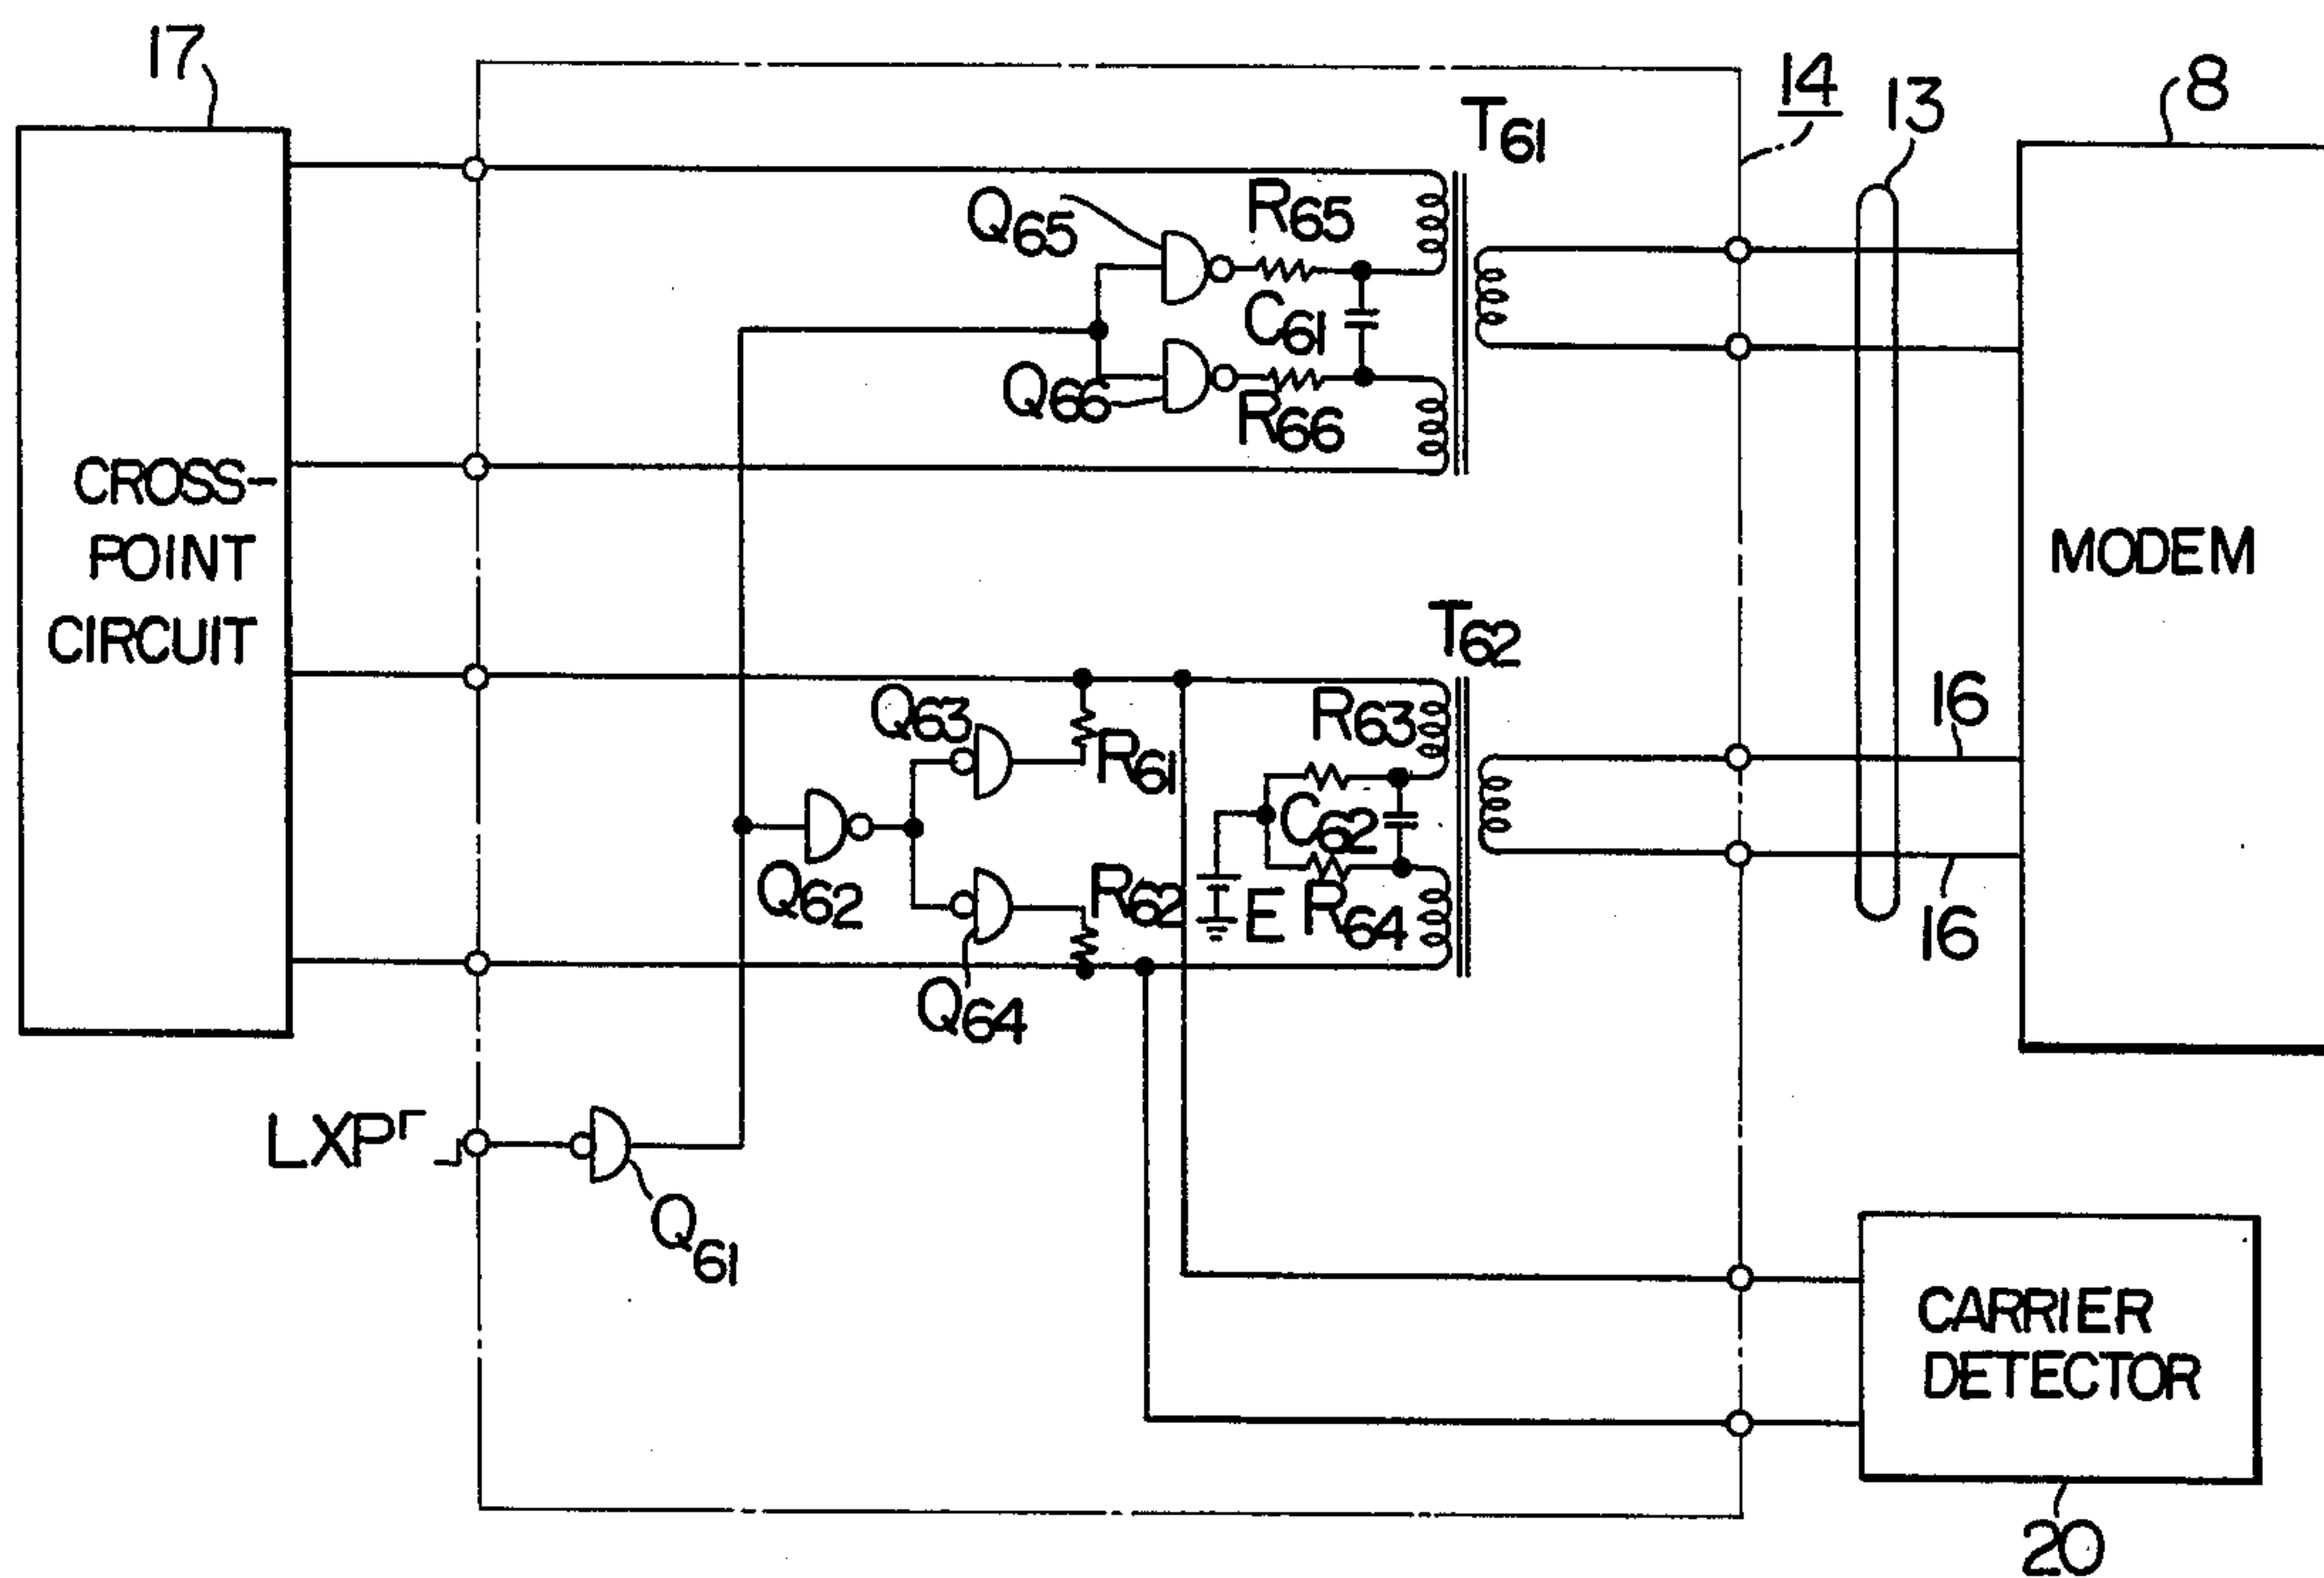 17
14
13
8
T61
Q65
R65
C61
Q66
R66
CROSS-
POINT
CIRCUIT
MODEM
T62
Q63
R61
R63
16
C62
Q62
R62
E
R64
16
Q64
LXP
Q61
CARRIER
DETECTOR
20